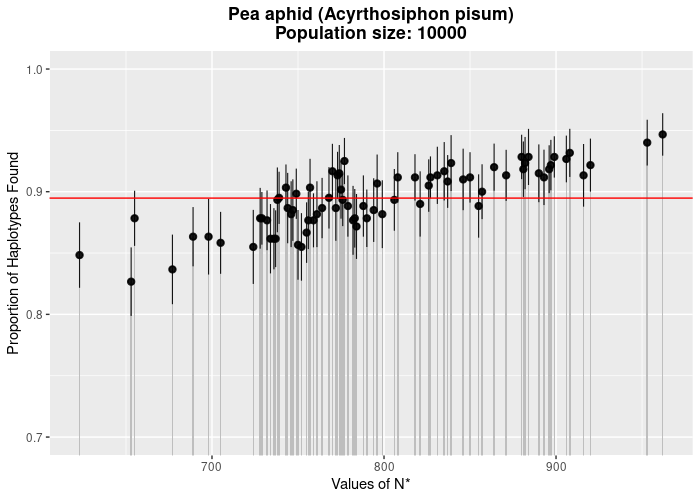 Pea aphid (Acyrthosiphon pisum)
Population size: 10000
Proportion of Haplotypes Found
1.0
0.9
0.8
0.7
700 800 900
Values of N*